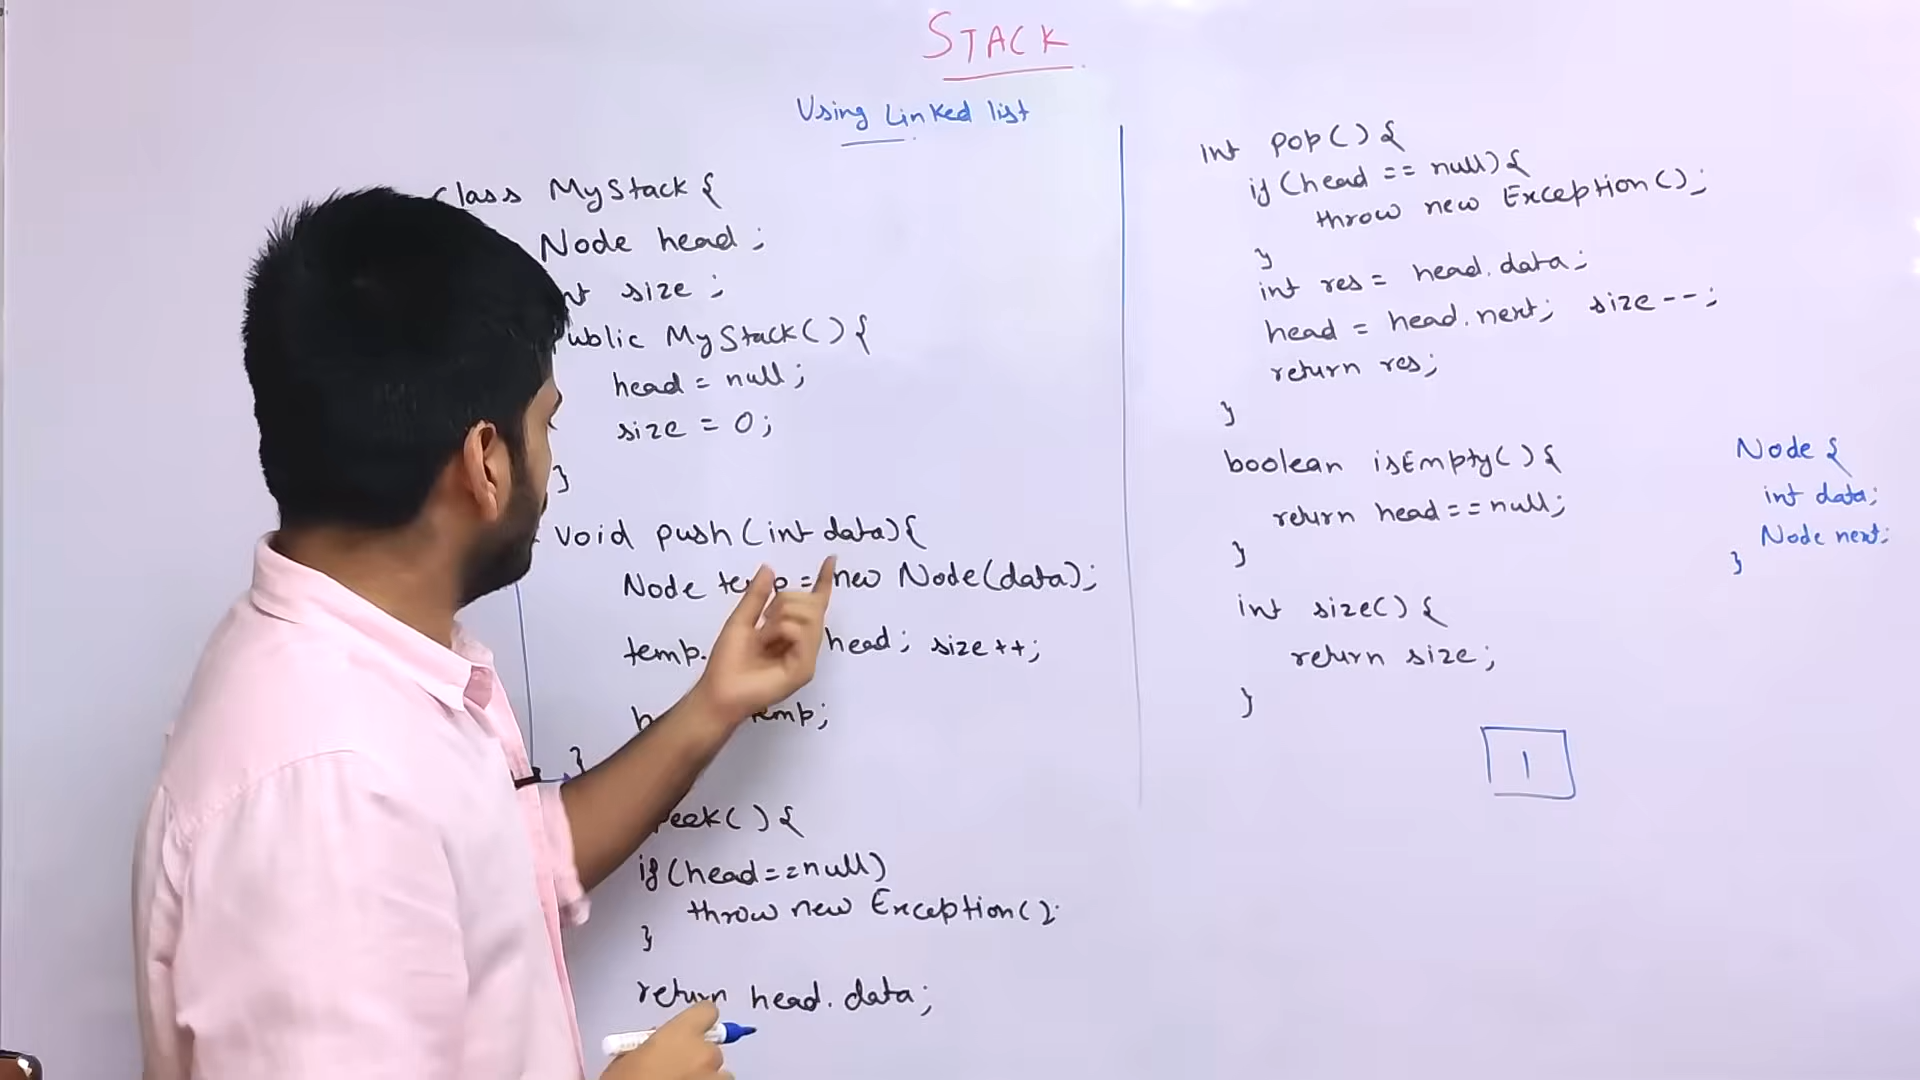 STACK
Using Linked list
class MyStack {
Node head;
size;
public MyStack(){
head = null;
size = 0;
}
void push(int data){
Node temp = new Node(data);
temp. head; size++;
temp;
}
peek(){
if(head==null)
throw new Exception();
}
return head.data;
int pop(){
if(head == null){
throw new Exception();
}
int res = head.data;
head = head.next; size--;
return res;
}
boolean isEmpty(){
return head==null;
}
int size(){
return size;
}
Node {
int data;
Node next;
}
1